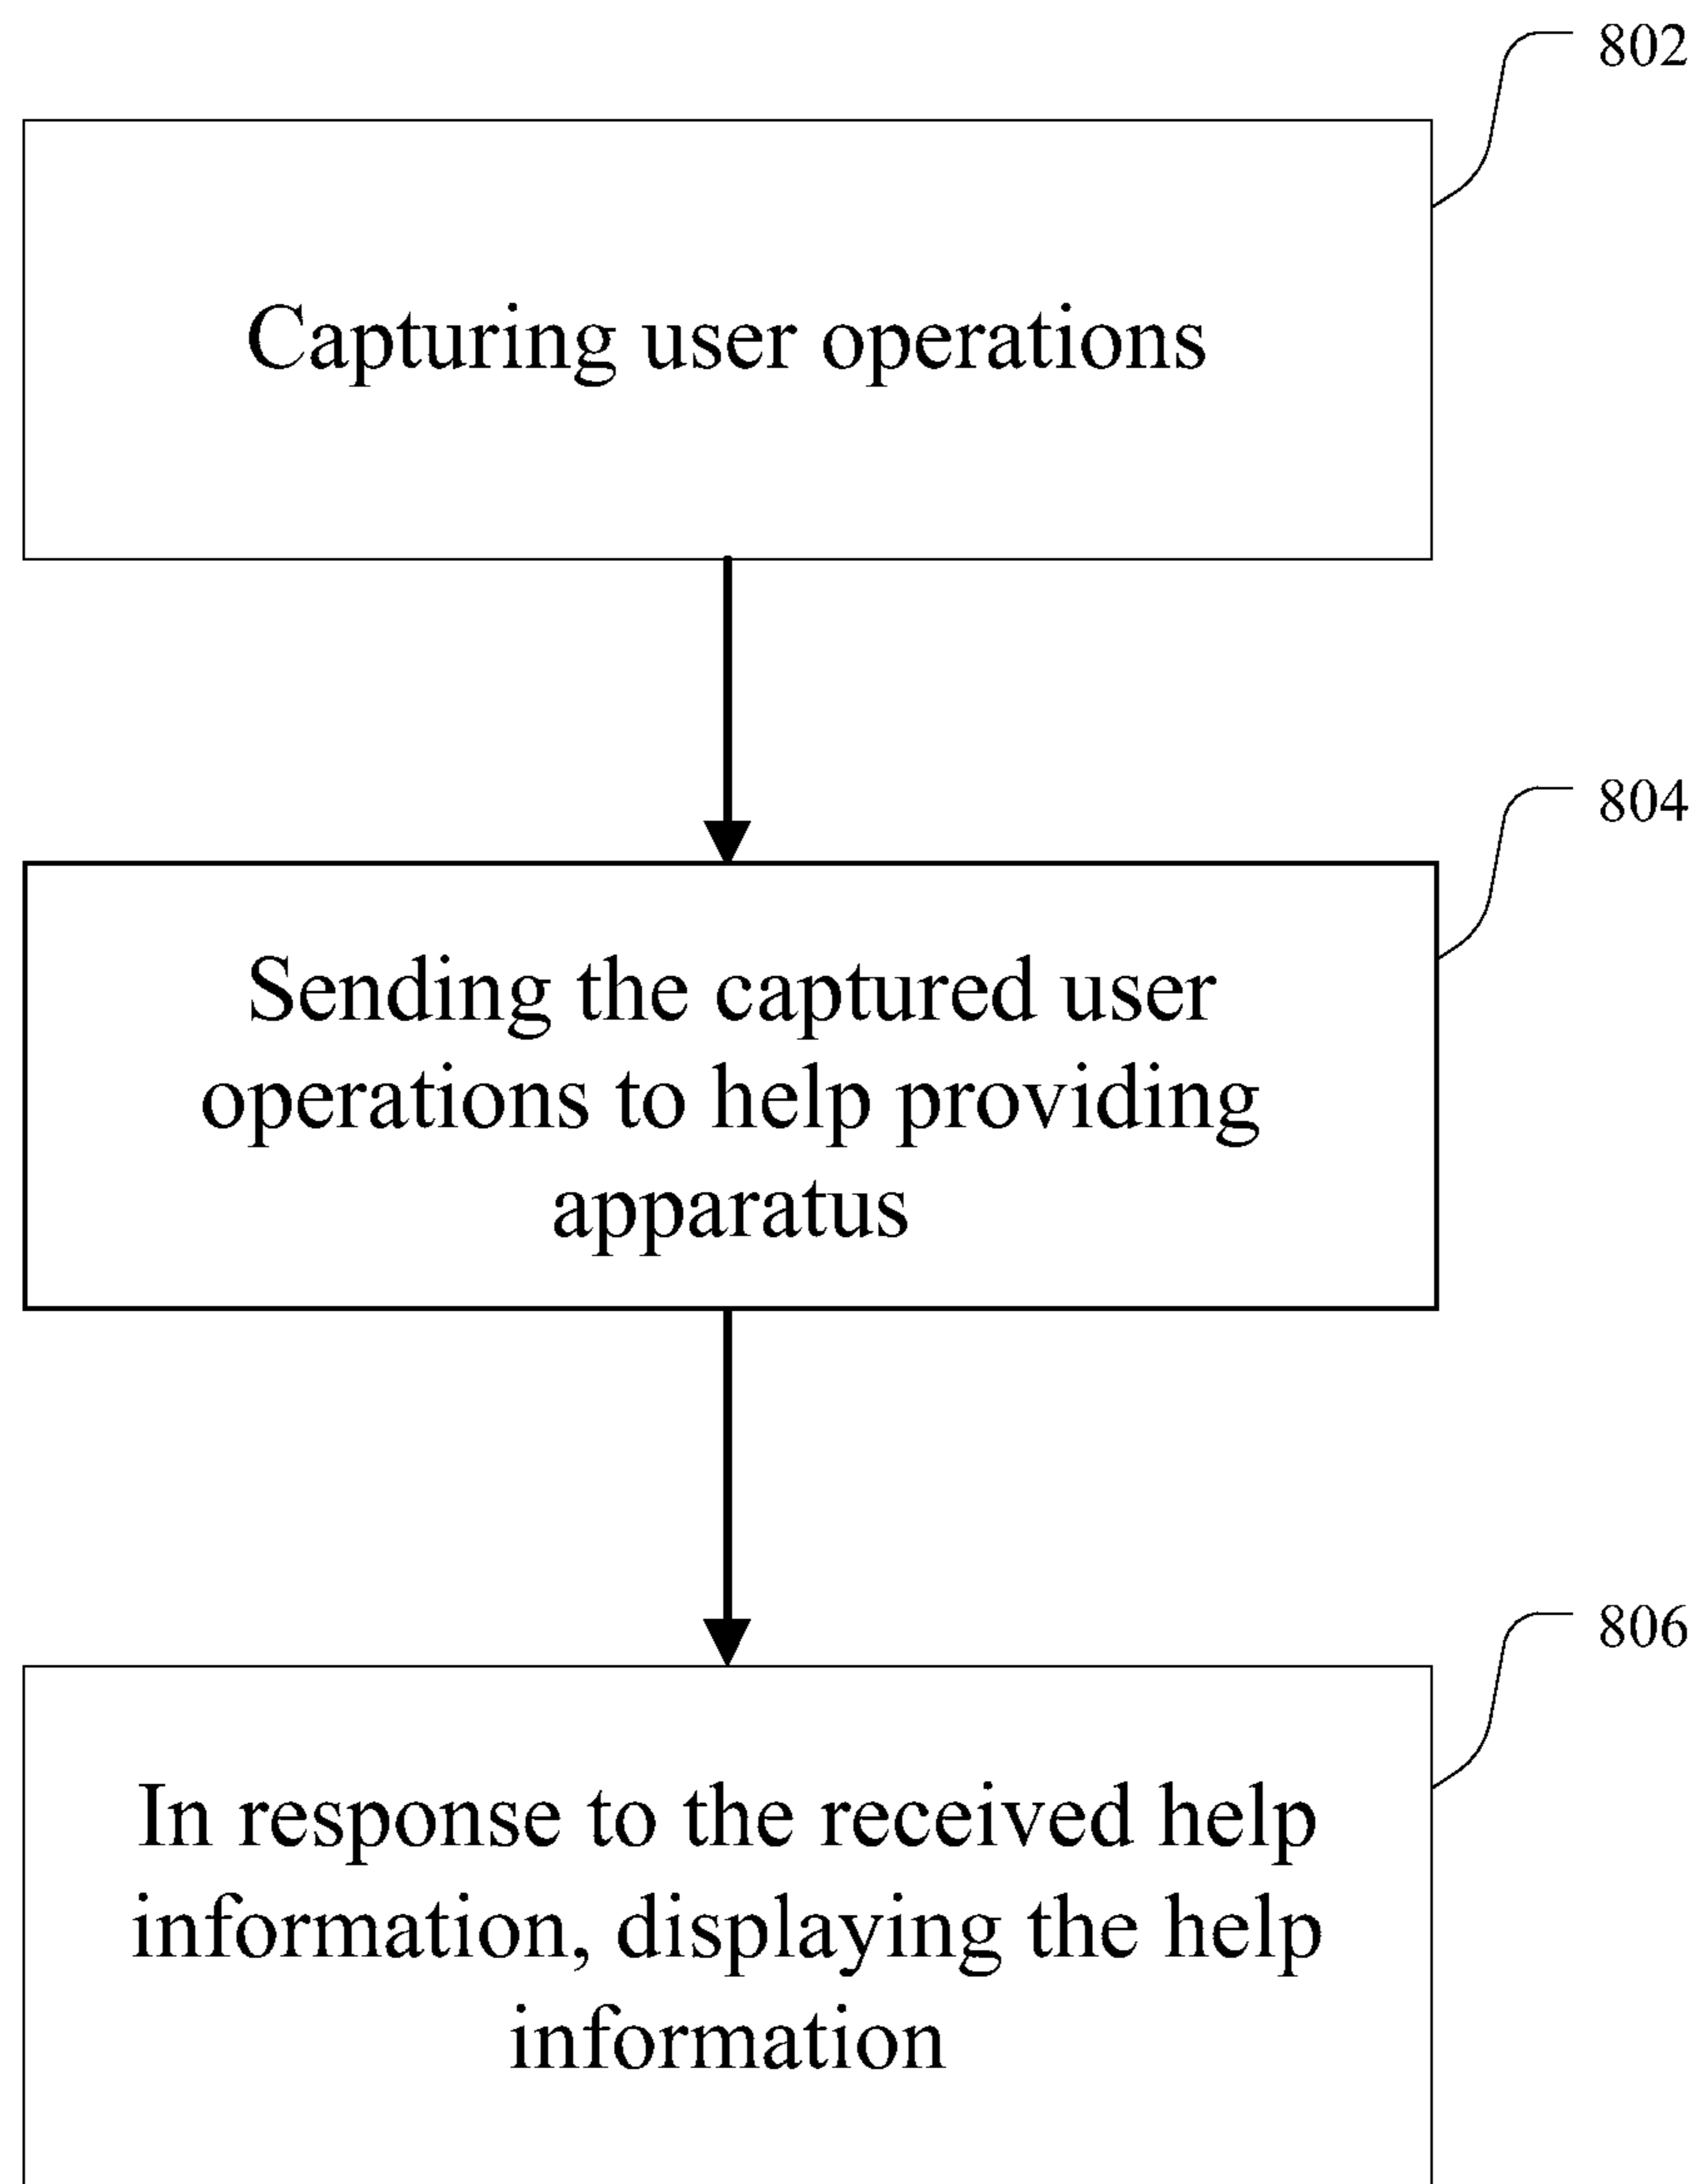 802
Capturing user operations
804
Sending the captured user
operations to help providing
apparatus
806
In response to the received help
information, displaying the help
information